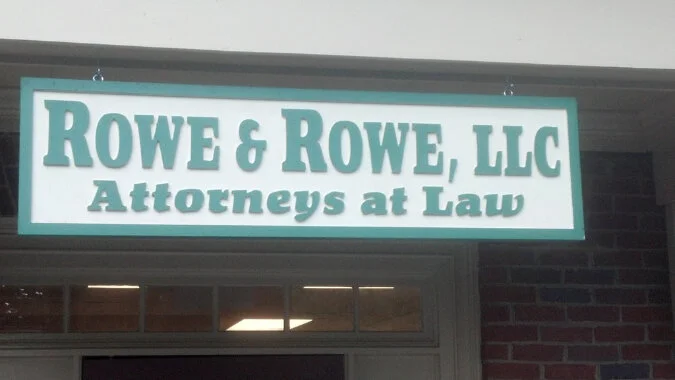 ROWE & ROWE, LLC
Attorneys at Law